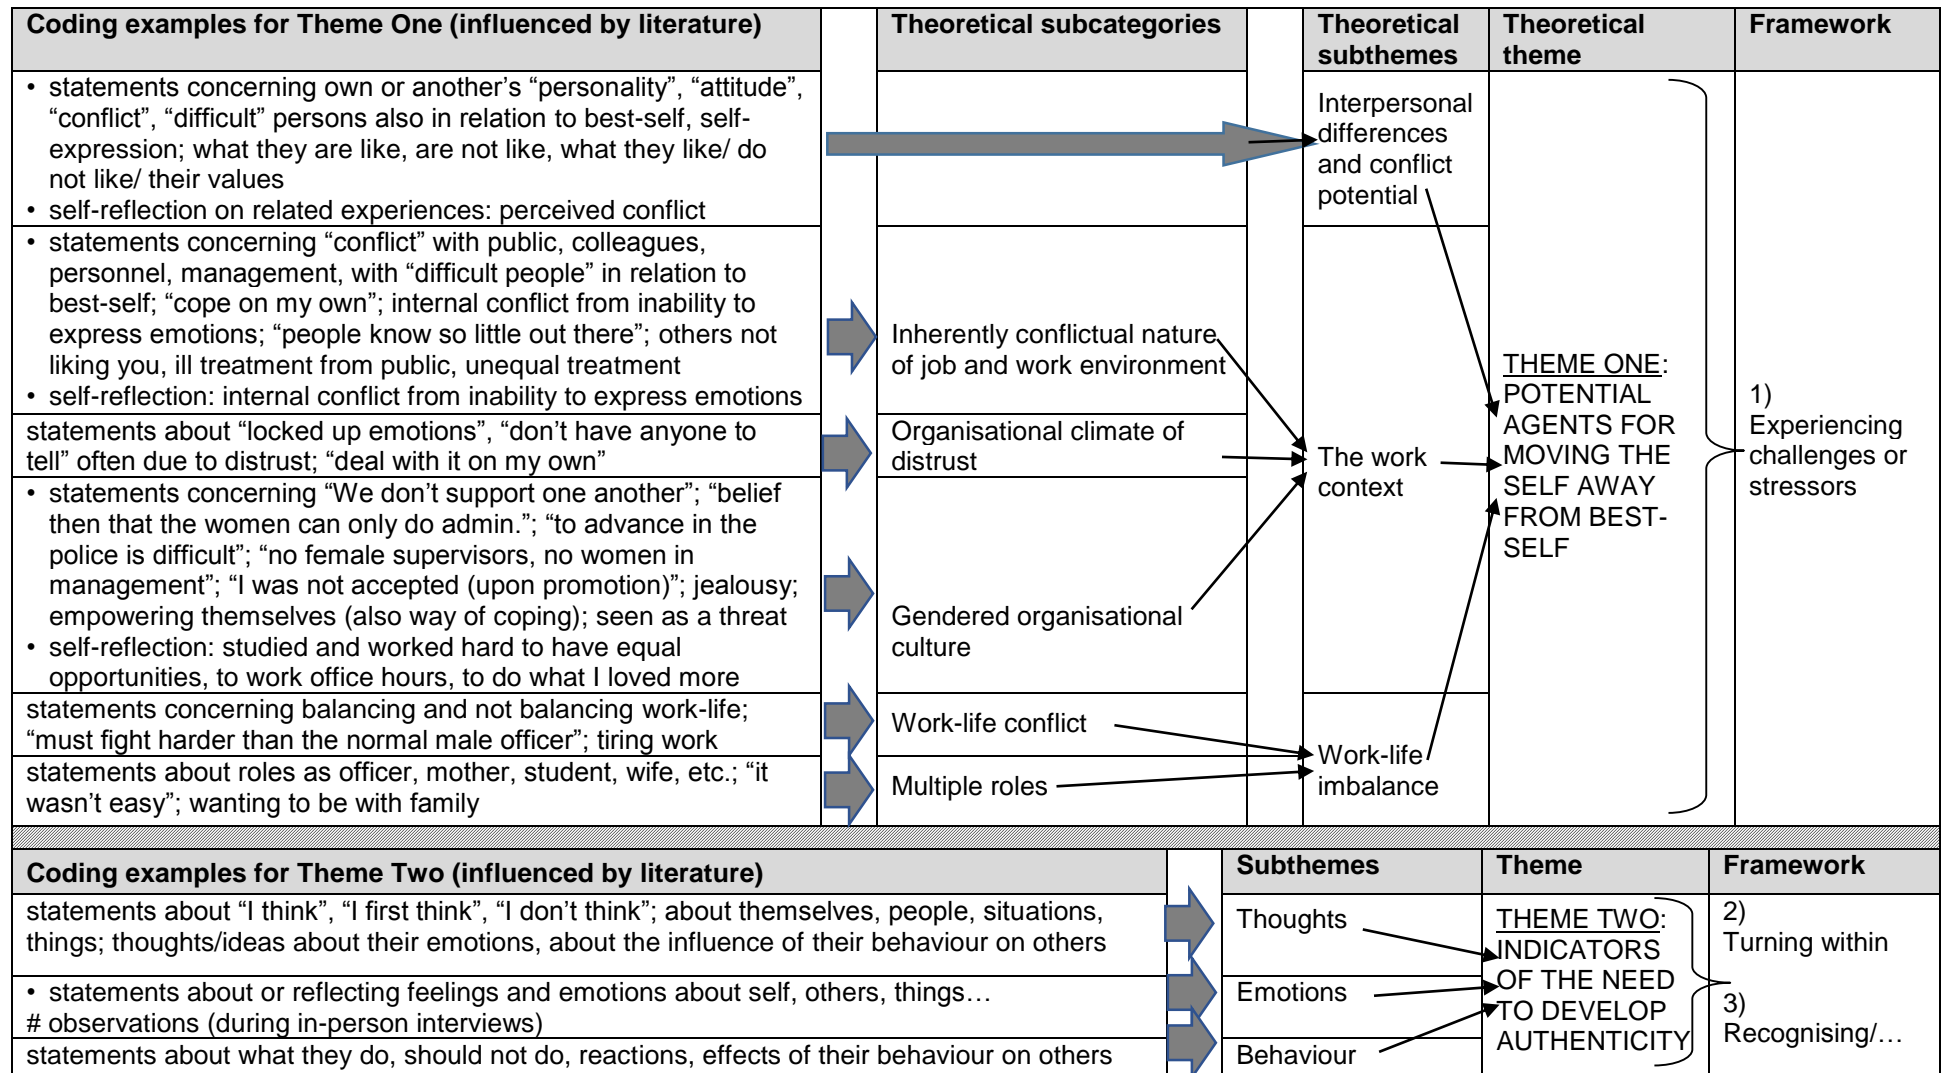 Coding examples for Theme One (influenced by literature)
Theoretical subcategories
Theoretical
subthemes
Theoretical
theme
Framework
• statements concerning own or another’s “personality”, “attitude”,
“conflict”, “difficult” persons also in relation to best-self, self-
expression; what they are like, are not like, what they like/ do
not like/ their values
• self-reflection on related experiences: perceived conflict
Interpersonal
differences
and conflict
potential
• statements concerning “conflict” with public, colleagues,
personnel, management, with “difficult people” in relation to
best-self; “cope on my own”; internal conflict from inability to
express emotions; “people know so little out there”; others not
liking you, ill treatment from public, unequal treatment
• self-reflection: internal conflict from inability to express emotions
Inherently conflictual nature
of job and work environment
statements about “locked up emotions”, “don’t have anyone to
tell” often due to distrust; “deal with it on my own”
Organisational climate of
distrust
• statements concerning “We don’t support one another”; “belief
then that the women can only do admin.”; “to advance in the
police is difficult”; “no female supervisors, no women in
management”; “I was not accepted (upon promotion)”; jealousy;
empowering themselves (also way of coping); seen as a threat
• self-reflection: studied and worked hard to have equal
opportunities, to work office hours, to do what I loved more
Gendered organisational
culture
The work
context
statements concerning balancing and not balancing work-life;
“must fight harder than the normal male officer”; tiring work
Work-life conflict
statements about roles as officer, mother, student, wife, etc.; “it
wasn’t easy”; wanting to be with family
Multiple roles
Work-life
imbalance
THEME ONE:
POTENTIAL
AGENTS FOR
MOVING THE
SELF AWAY
FROM BEST-
SELF
1)
Experiencing
challenges or
stressors
Coding examples for Theme Two (influenced by literature)
Subthemes
Theme
Framework
statements about “I think”, “I first think”, “I don’t think”; about themselves, people, situations,
things; thoughts/ideas about their emotions, about the influence of their behaviour on others
Thoughts
• statements about or reflecting feelings and emotions about self, others, things…
# observations (during in-person interviews)
Emotions
statements about what they do, should not do, reactions, effects of their behaviour on others
Behaviour
THEME TWO:
INDICATORS
OF THE NEED
TO DEVELOP
AUTHENTICITY
2)
Turning within
3)
Recognising/…